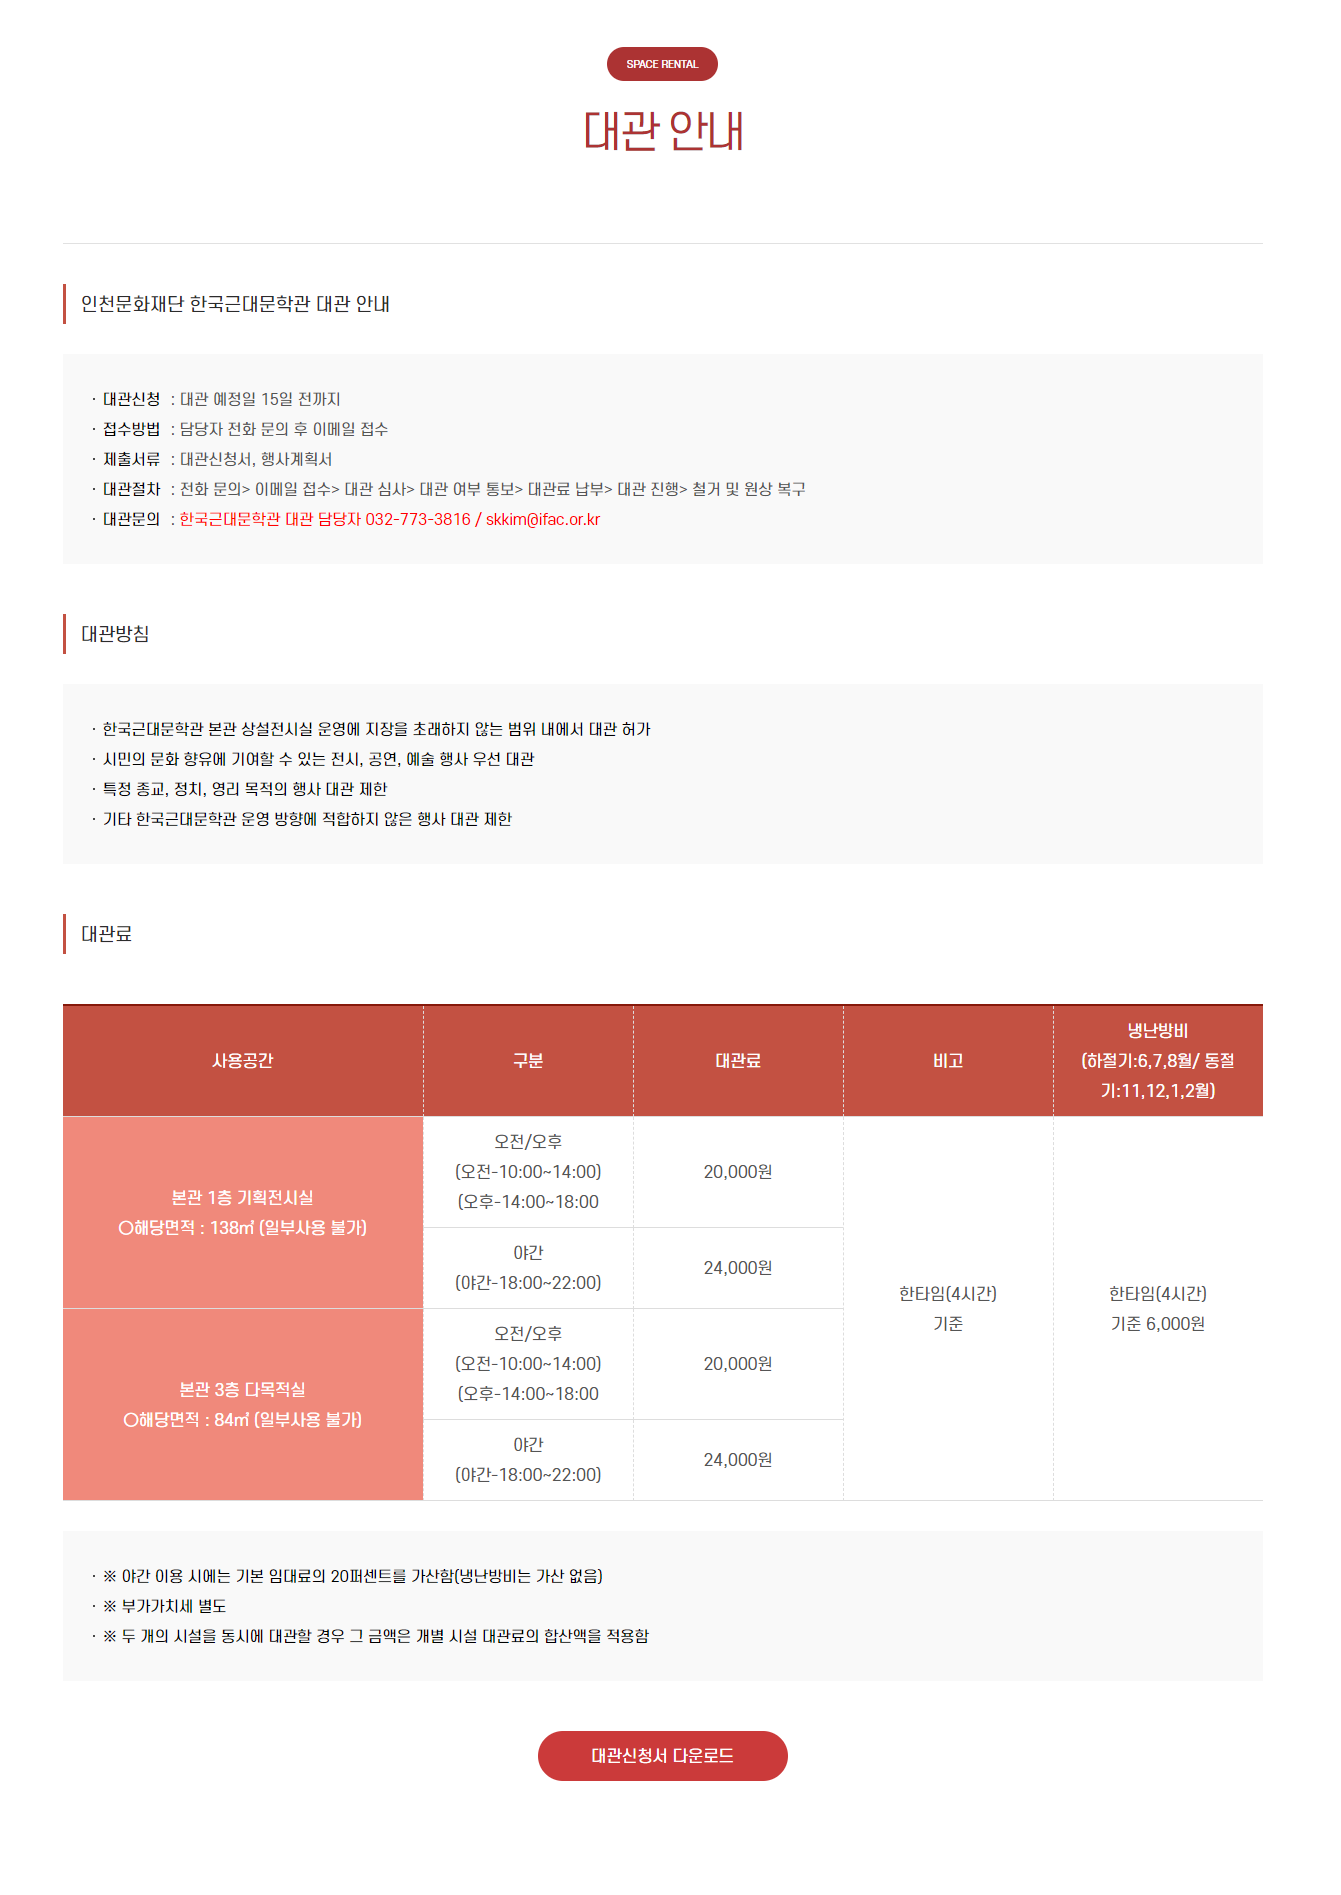 SPACE RENTAL
대관 안내
인천문화재단 한국근대문학관 대관 안내
· 대관신청 : 대관 예정일 15일 전까지
· 접수방법 : 담당자 전화 문의 후 이메일 접수
· 제출서류 : 대관신청서, 행사계획서
· 대관절차 : 전화 문의> 이메일 접수> 대관 심사> 대관 여부 통보> 대관료 납부> 대관 진행> 철거 및 원상 복구
· 대관문의 : 한국근대문학관 대관 담당자 032-773-3816 / skkim@ifac.or.kr
대관방침
· 한국근대문학관 본관 상설전시실 운영에 지장을 초래하지 않는 범위 내에서 대관 허가
· 시민의 문화 향유에 기여할 수 있는 전시, 공연, 예술 행사 우선 대관
· 특정 종교, 정치, 영리 목적의 행사 대관 제한
· 기타 한국근대문학관 운영 방향에 적합하지 않은 행사 대관 제한
대관료
사용공간
구분
대관료
비고
냉난방비
(하절기:6,7,8월/ 동절
기:11,12,1,2월)
본관 1층 기획전시실
○해당면적 : 138㎡ (일부사용 불가)
오전/오후
(오전-10:00~14:00)
(오후-14:00~18:00
20,000원
한타임(4시간)
기준
한타임(4시간)
기준 6,000원
야간
(야간-18:00~22:00)
24,000원
본관 3층 다목적실
○해당면적 : 84㎡ (일부사용 불가)
오전/오후
(오전-10:00~14:00)
(오후-14:00~18:00
20,000원
야간
(야간-18:00~22:00)
24,000원
· ※ 야간 이용 시에는 기본 임대료의 20퍼센트를 가산함(냉난방비는 가산 없음)
· ※ 부가가치세 별도
· ※ 두 개의 시설을 동시에 대관할 경우 그 금액은 개별 시설 대관료의 합산액을 적용함
대관신청서 다운로드